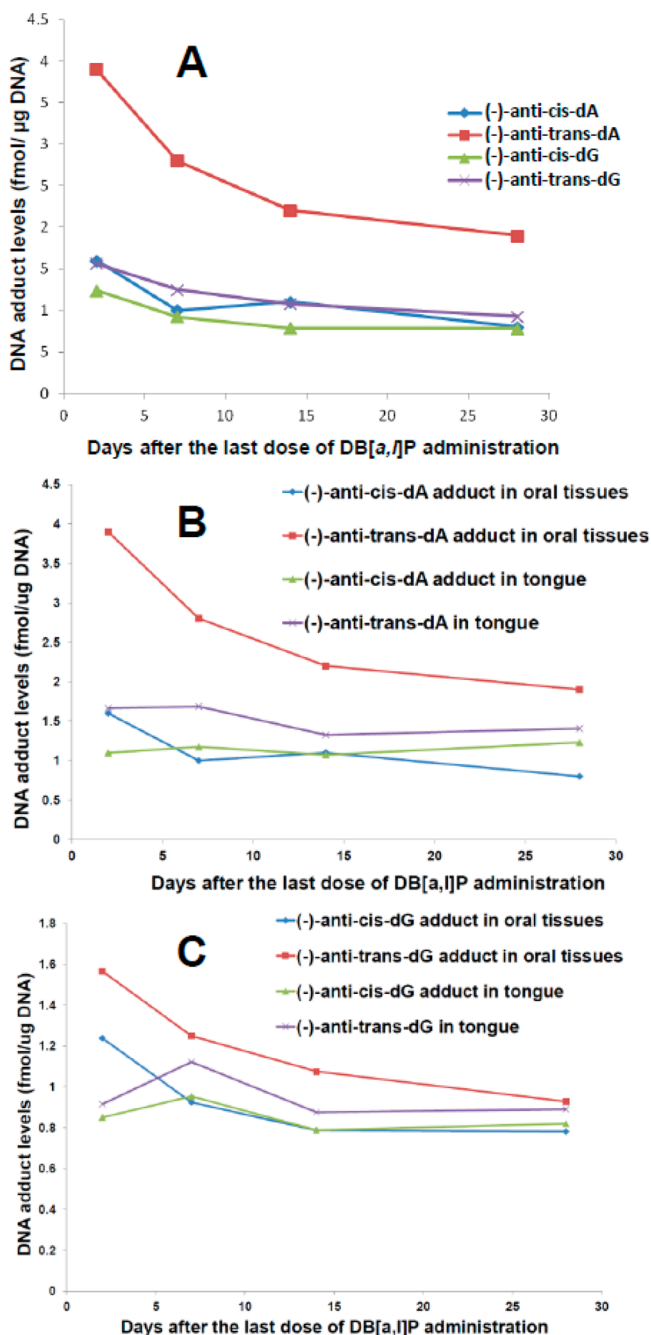 A
4.5
4
5
3
5
2
5
1
5
0
0 5 10 15 20 25 30
DNA adduct levels (fmol/ µg DNA)
(-)-anti-cis-dA
(-)-anti-trans-dA
(-)-anti-cis-dG
(-)-anti-trans-dG
Days after the last dose of DB[a,l]P administration
B
4.5
4
3.5
3
2.5
2
1.5
1
0.5
0
0 5 10 15 20 25 30
DNA adduct levels (fmol/ug DNA)
(-)-anti-cis-dA adduct in oral tissues
(-)-anti-trans-dA adduct in oral tissues
(-)-anti-cis-dA adduct in tongue
(-)-anti-trans-dA in tongue
Days after the last dose of DB[a,l]P administration
C
1.8
1.6
1.4
1.2
1
0.8
0.6
0.4
0.2
0
0 5 10 15 20 25 30
DNA adduct levels (fmol/ug DNA)
(-)-anti-cis-dG adduct in oral tissues
(-)-anti-trans-dG adduct in oral tissues
(-)-anti-cis-dG adduct in tongue
(-)-anti-trans-dG in tongue
Days after the last dose of DB[a,l]P administration